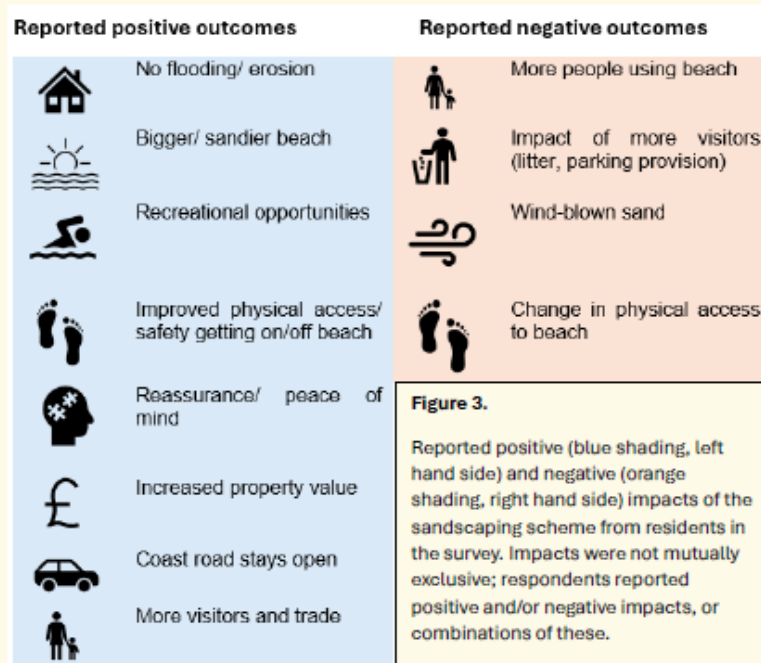 Reported positive outcomes
No flooding/ erosion
Bigger/ sandier beach
Recreational opportunities
Improved physical access/
safety getting on/off beach
Reassurance/ peace of
mind
£
Increased property value
Coast road stays open
More visitors and trade
Reported negative outcomes
More people using beach
Impact of more visitors
(litter, parking provision)
Wind-blown sand
Change in physical access
to beach
Figure 3.
Reported positive (blue shading, left
hand side) and negative (orange
shading, right hand side) impacts of the
sandscaping scheme from residents in
the survey. Impacts were not mutually
exclusive; respondents reported
positive and/or negative impacts, or
combinations of these.